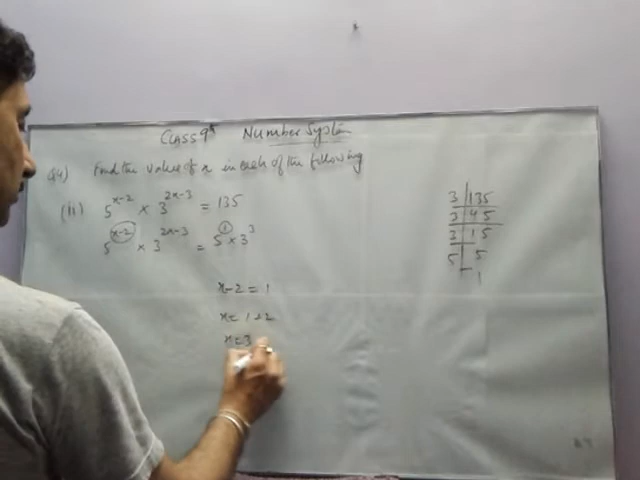 CLASS 9th Number System
Q4) Find the value of x in each of the following
(ii) 5^(x-2) × 3^(2x-3) = 135
5^(x-2) × 3^(2x-3) = 5^1 × 3^3
x-2 = 1
x = 1+2
x = 3
3 | 135
3 | 45
3 | 15
5 | 5
1